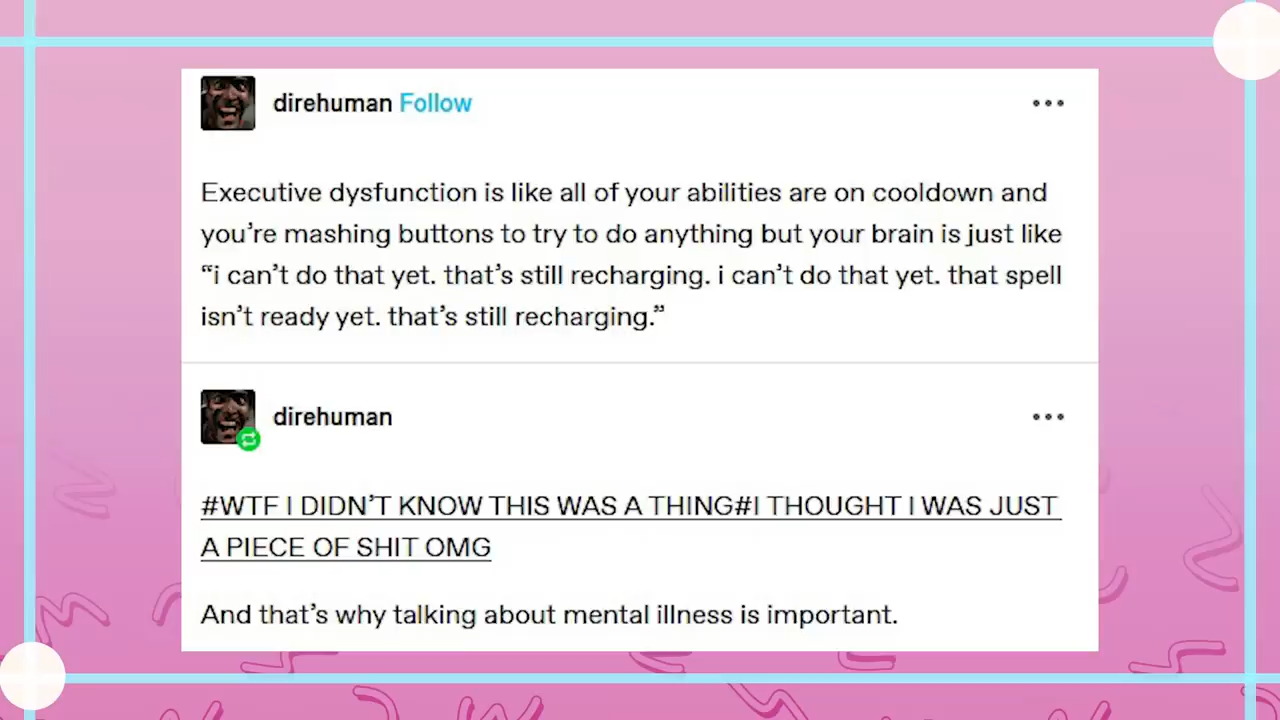 direhuman Follow
Executive dysfunction is like all of your abilities are on cooldown and
you’re mashing buttons to try to do anything but your brain is just like
“i can’t do that yet. that’s still recharging. i can’t do that yet. that spell
isn’t ready yet. that’s still recharging.”
direhuman
#WTF I DIDN’T KNOW THIS WAS A THING#I THOUGHT I WAS JUST
A PIECE OF SHIT OMG
And that’s why talking about mental illness is important.